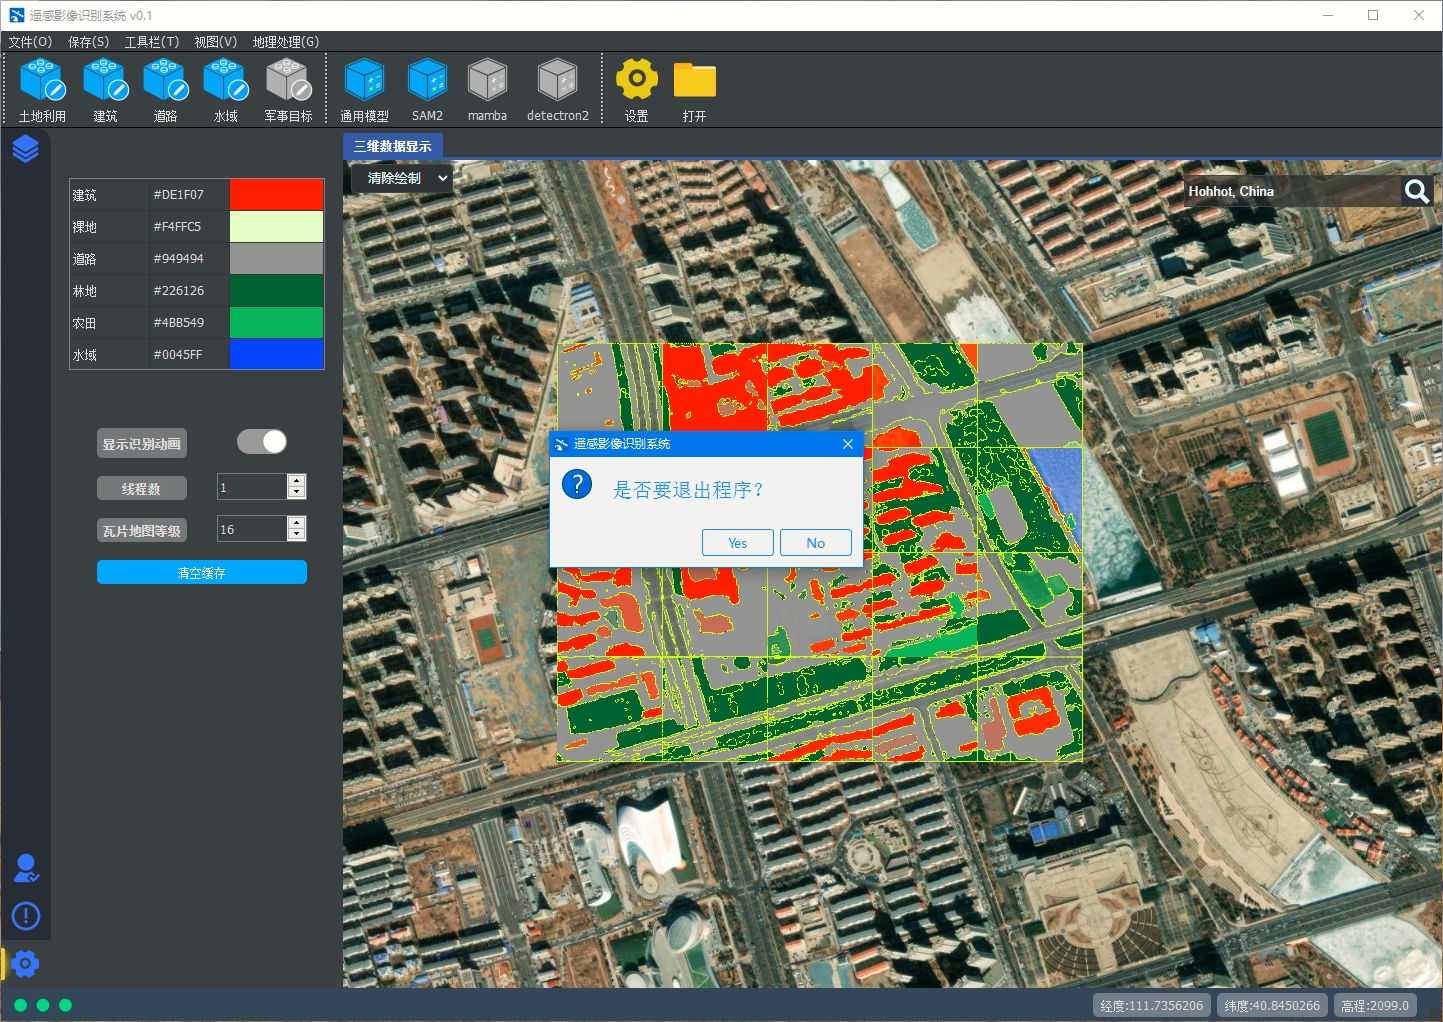 遥感影像识别系统 v0.1
文件(O) 保存(S) 工具栏(T) 视图(V) 地理处理(G)
土地利用 建筑 道路 水域 军事目标 通用模型 SAM2 mamba detectron2 设置 打开
三维数据显示
清除绘制
Hohhot, China
建筑 #DE1F07
裸地 #F4FFC5
道路 #949494
林地 #226126
农田 #4BB549
水域 #0045FF
显示识别动画
线程数 1
瓦片地图等级 16
清空缓存
遥感影像识别系统
是否要退出程序?
Yes No
经度:111.7356206 纬度:40.8450266 高程:2099.0